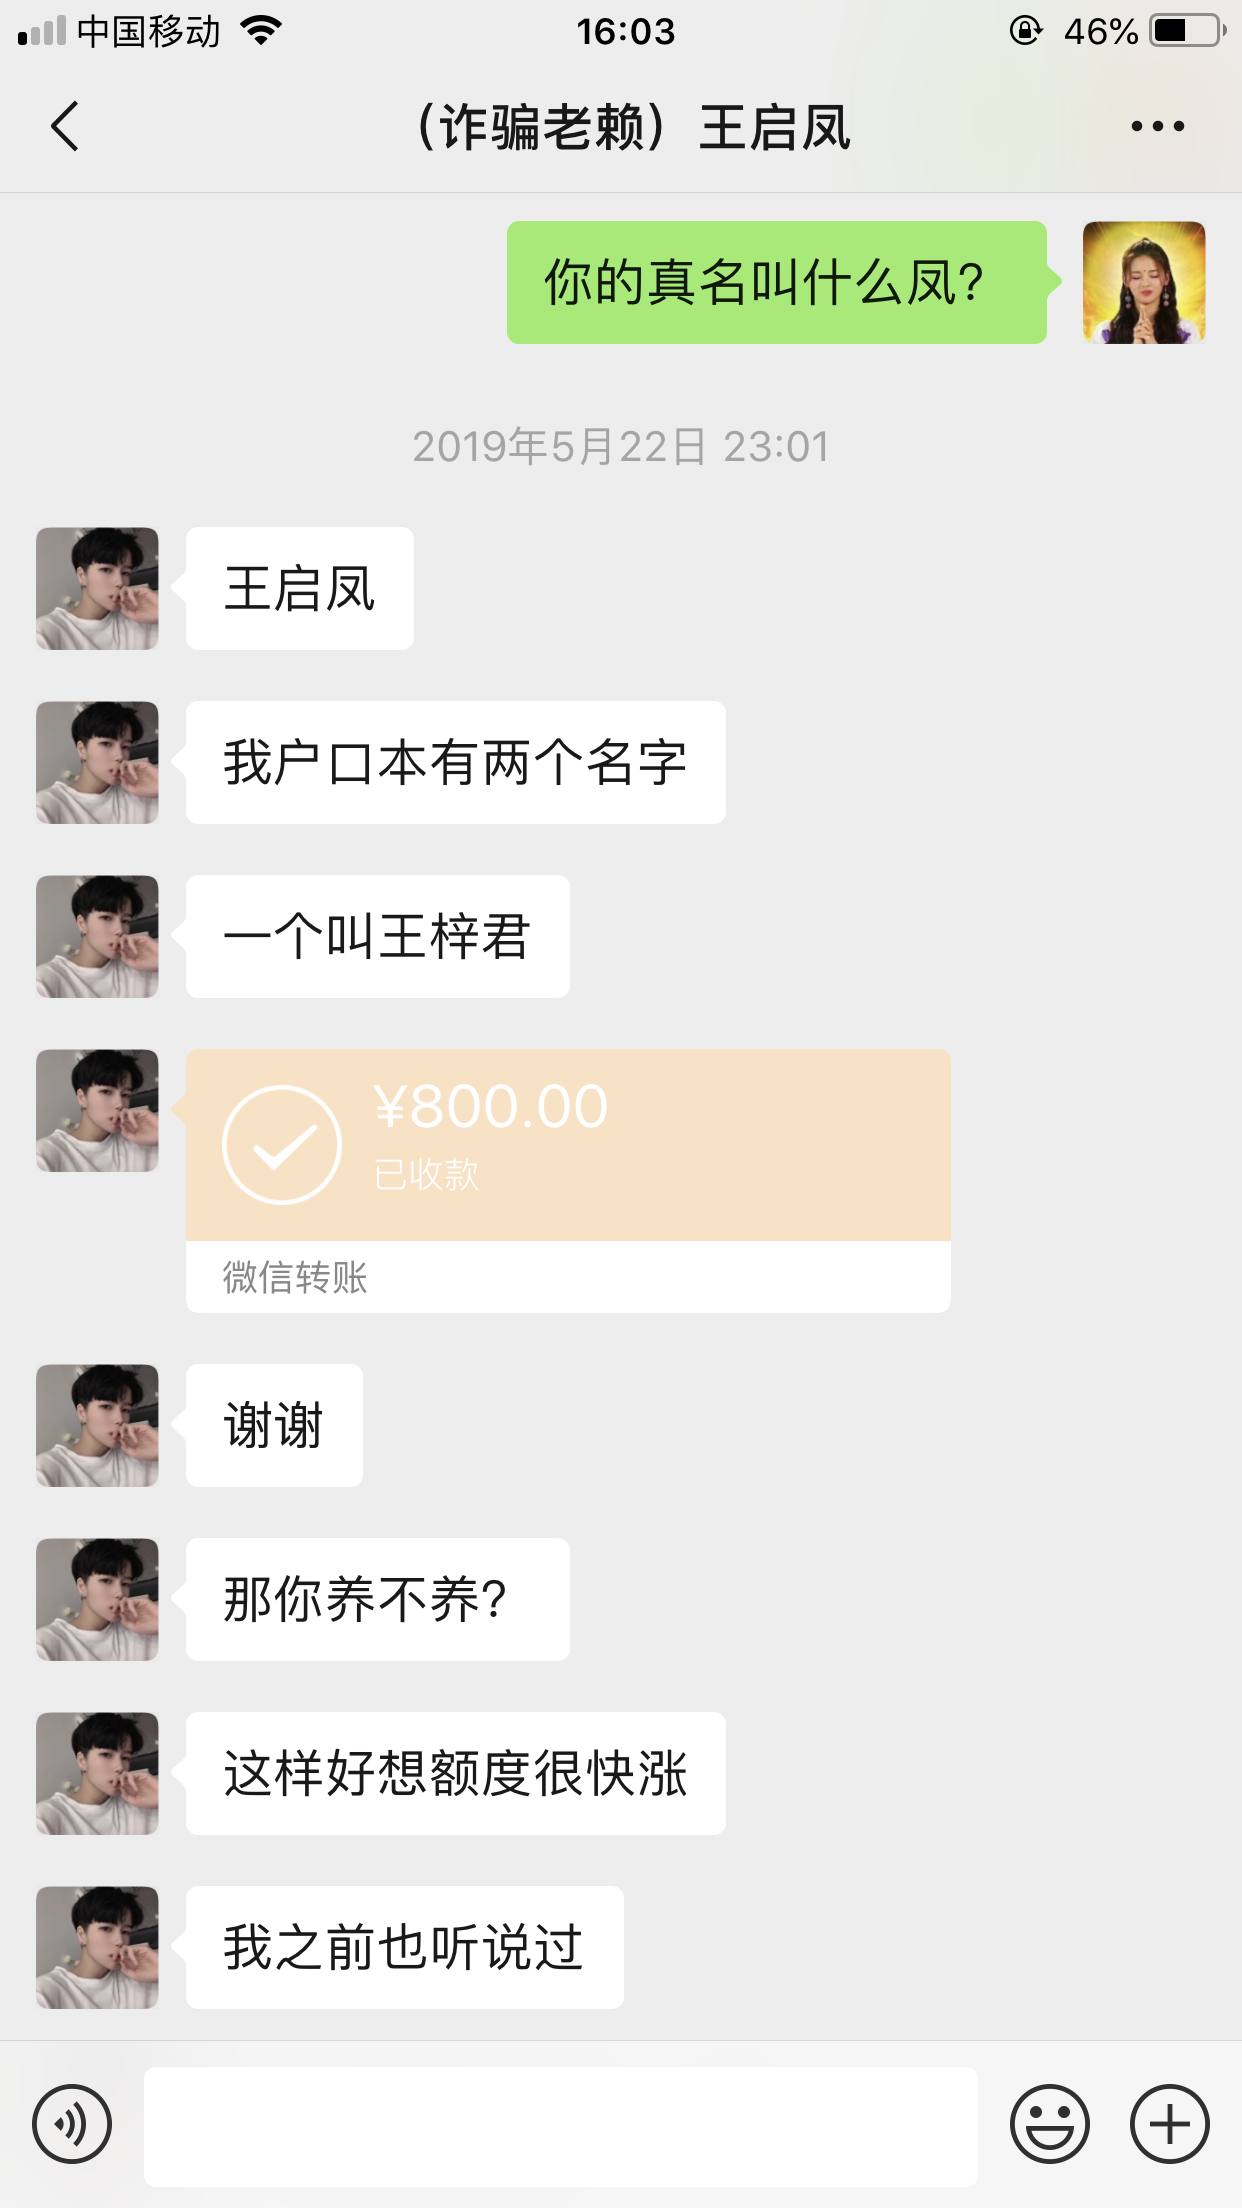 中国移动 16:03 46%
（诈骗老赖）王启凤
你的真名叫什么凤?
2019年5月22日 23:01
王启凤
我户口本有两个名字
一个叫王梓君
¥800.00
已收款
微信转账
谢谢
那你养不养?
这样好想额度很快涨
我之前也听说过